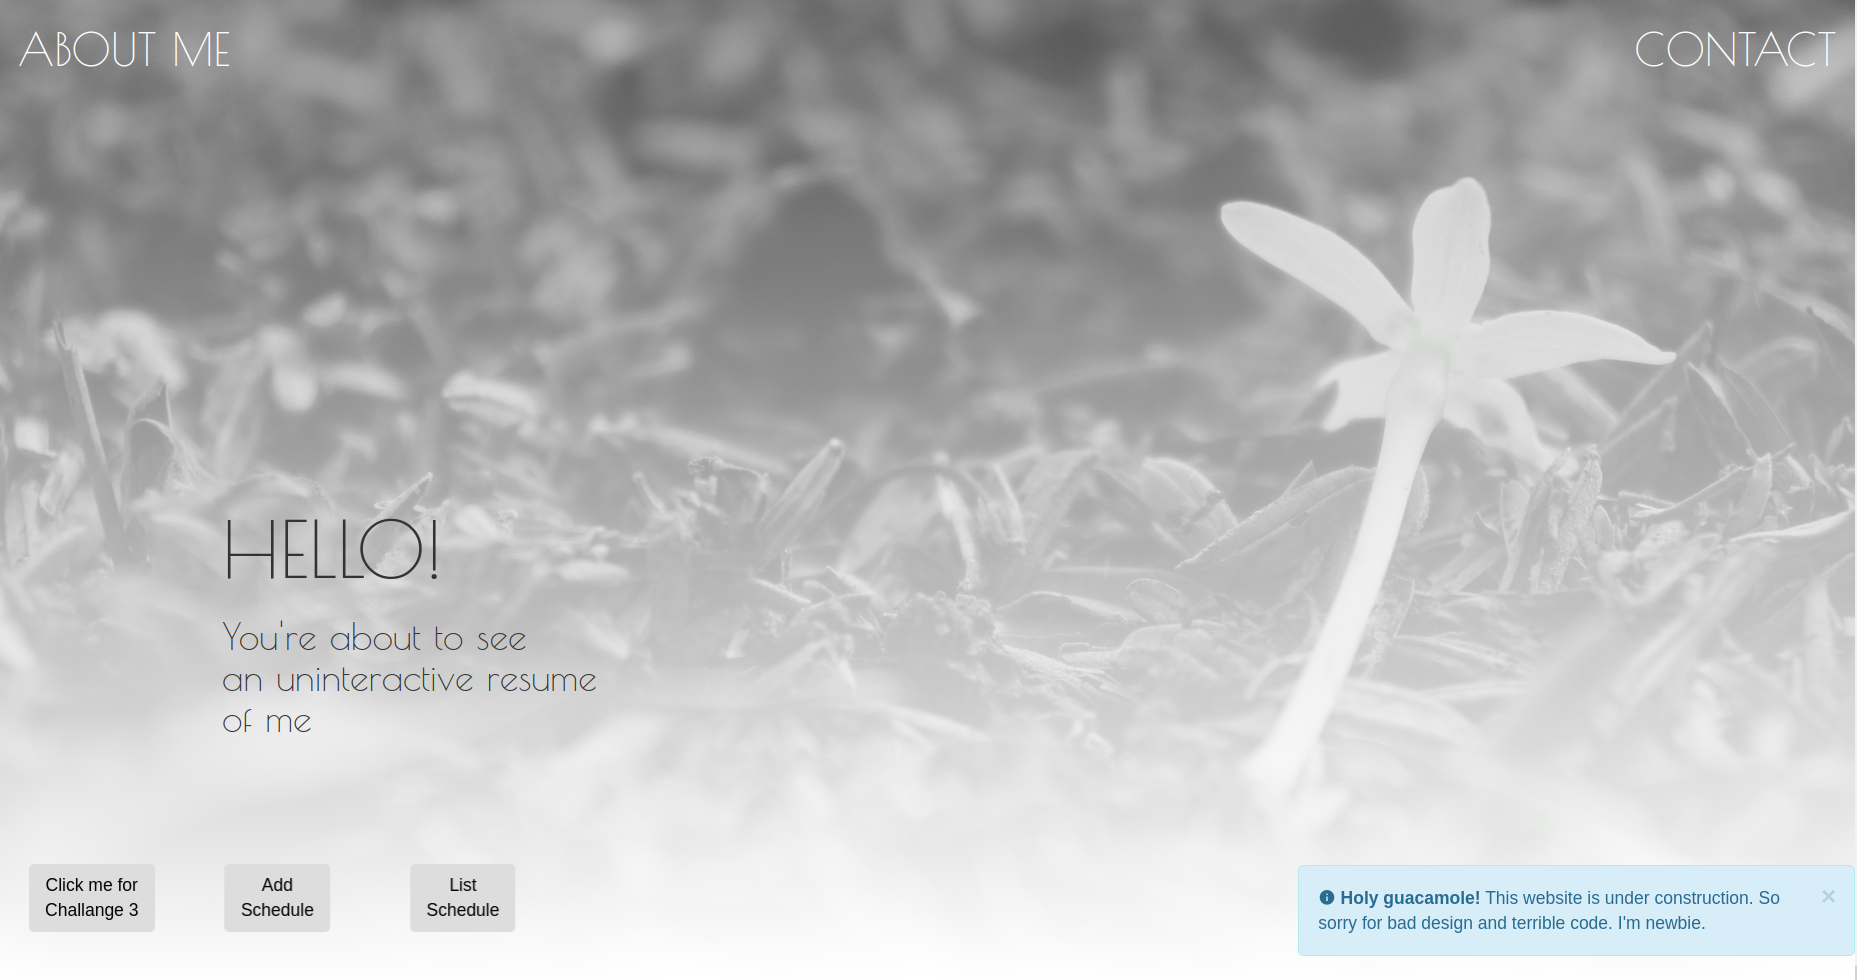 ABOUT ME
CONTACT
HELLO!
You're about to see
an uninteractive resume
of me
Click me for
Challange 3
Add
Schedule
List
Schedule
Holy guacamole! This website is under construction. So
sorry for bad design and terrible code. I'm newbie.